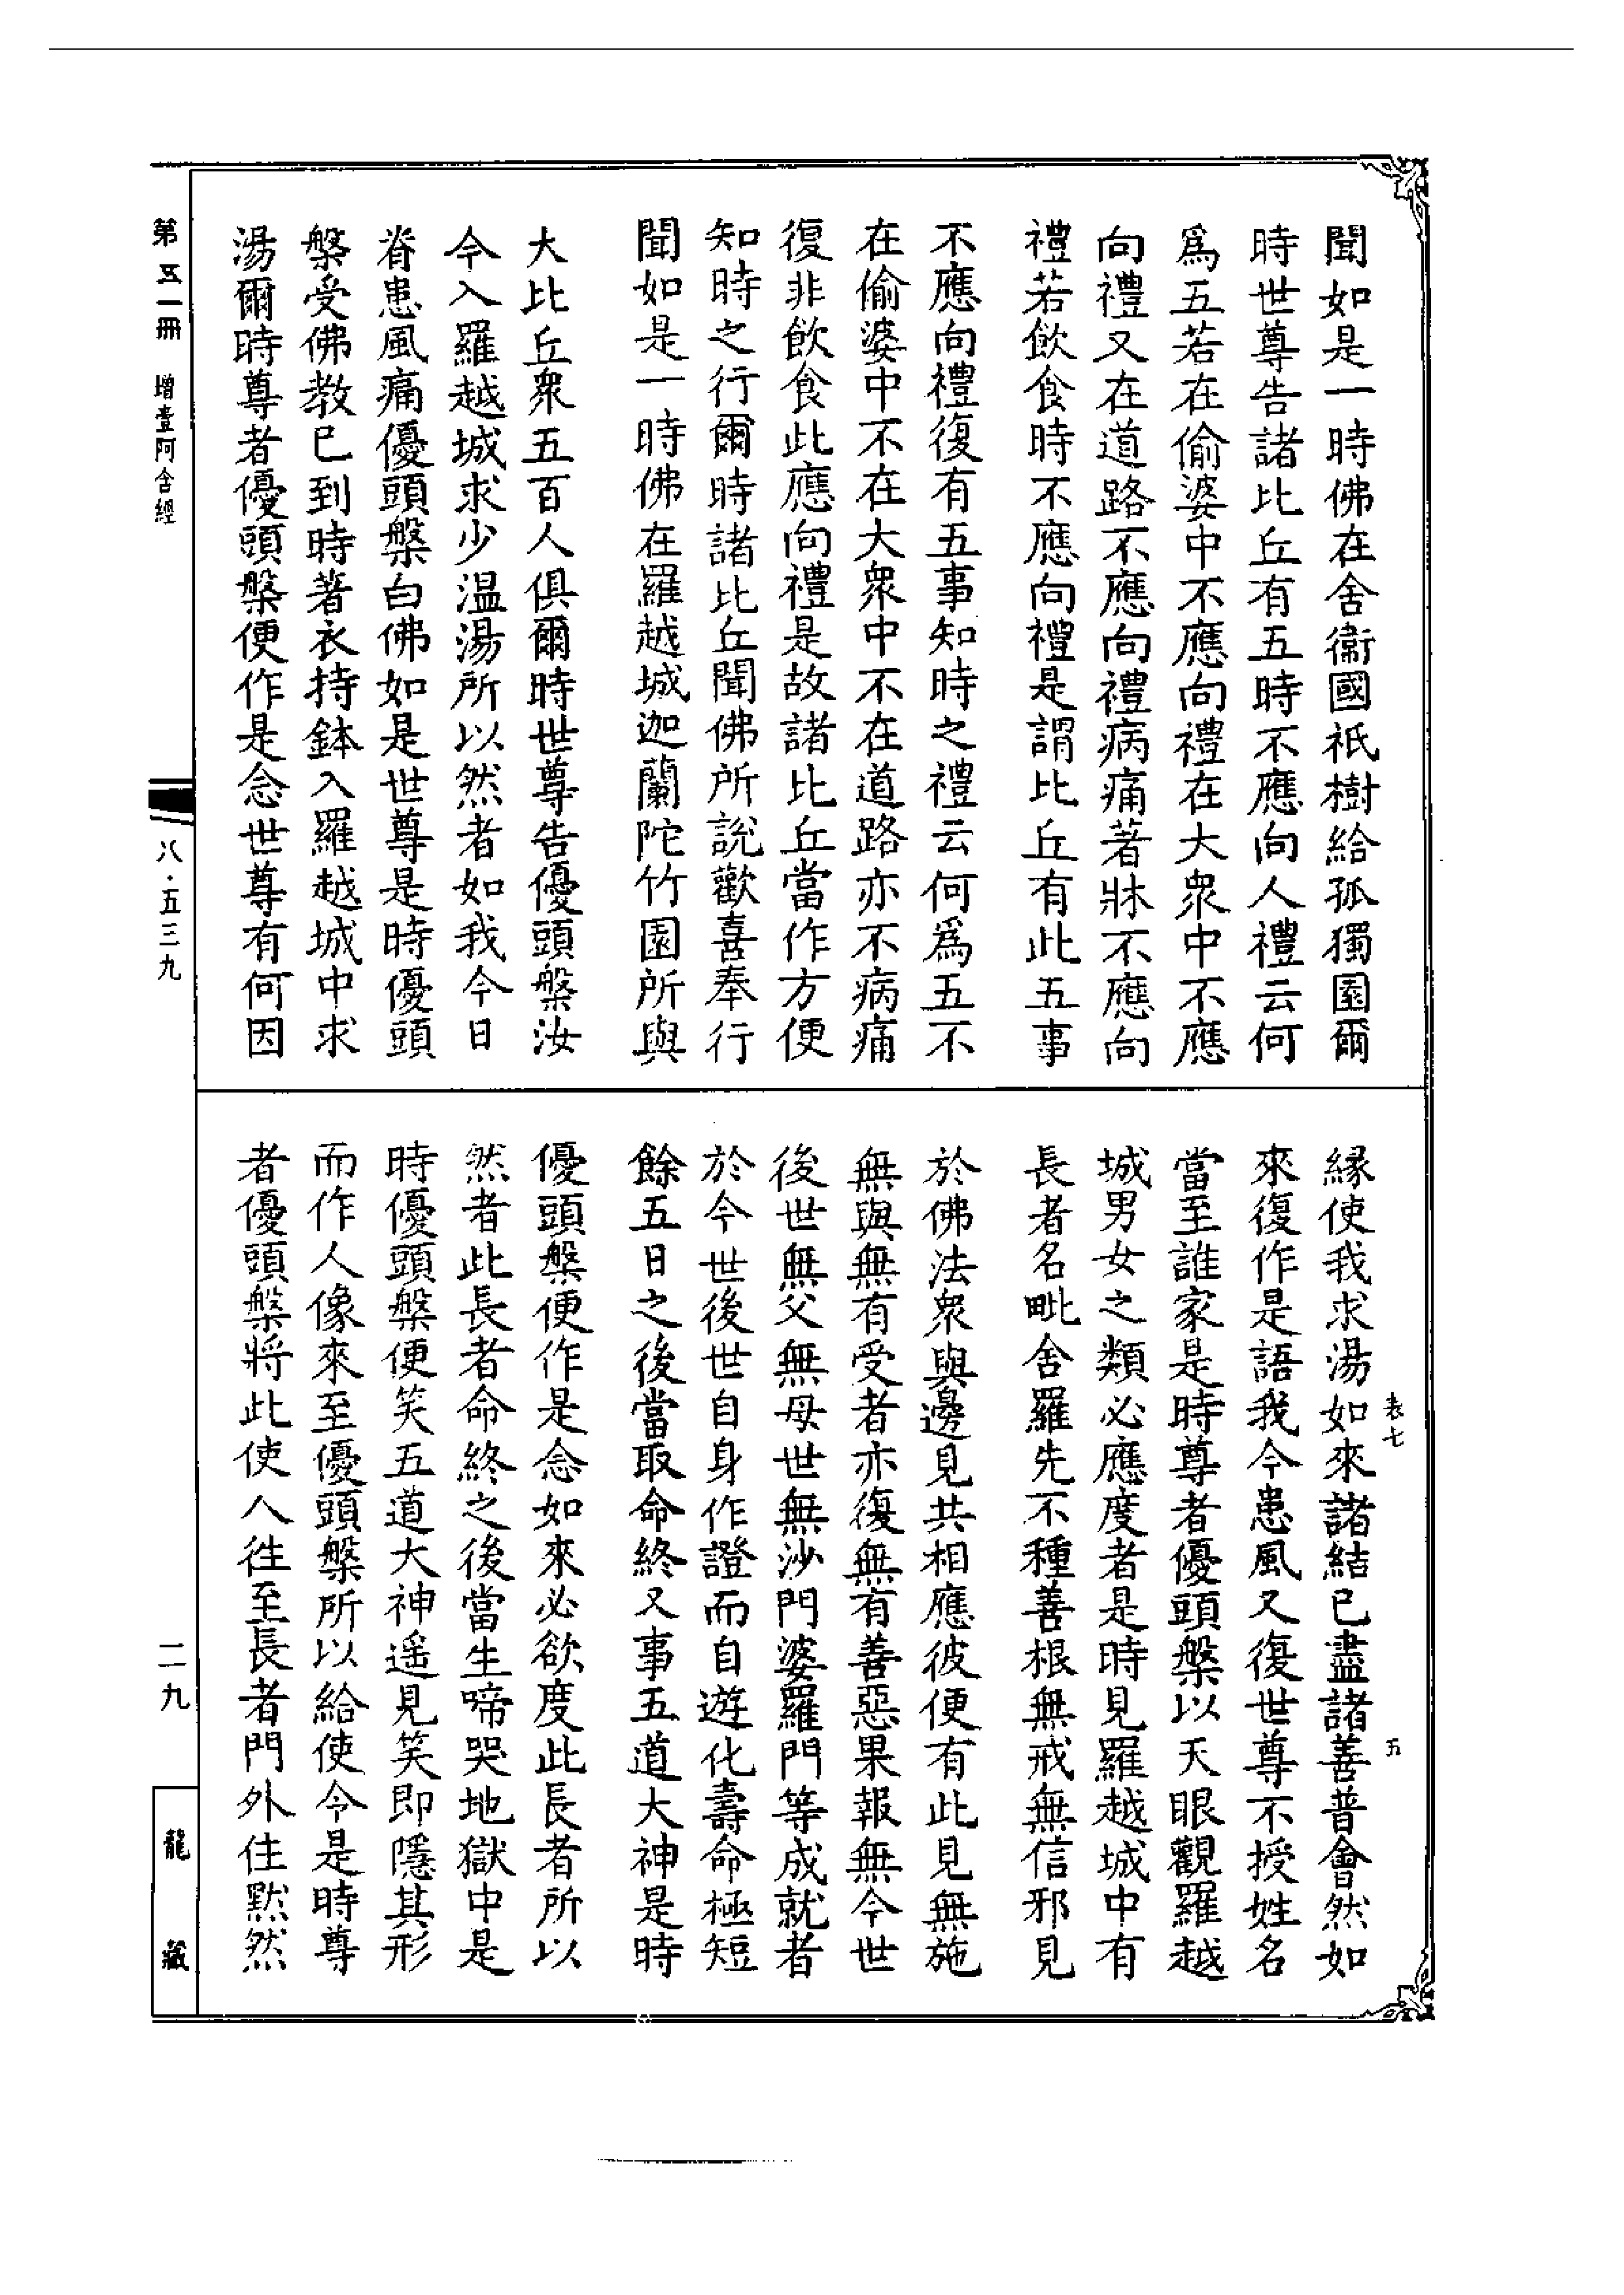 聞如是一時佛在舍衞國祇樹給孤獨園爾
時世尊告諸比丘有五時不應向人禮云何
爲五若在偷婆中不應向禮在大衆中不應
向禮又在道路不應向禮病痛著牀不應向
禮若飲食時不應向禮是謂比丘有此五事
不應向禮復有五事知時之禮云何爲五不
在偷婆中不在大衆中不在道路亦不病痛
復非飲食此應向禮是故諸比丘當作方便
知時之行爾時諸比丘聞佛所說歡喜奉行
聞如是一時佛在羅越城迦蘭陀竹園所與
大比丘衆五百人俱爾時世尊告優頭槃汝
今入羅越城求少温湯所以然者如我今日
脊患風痛優頭槃白佛如是世尊是時優頭
槃受佛教已到時著衣持鉢入羅越城中求
湯爾時尊者優頭槃便作是念世尊有何因
緣使我求湯如來諸結已盡諸善普會然如
來復作是語我今患風又復世尊不授姓名
當至誰家是時尊者優頭槃以天眼觀羅越
城男女之類必應度者是時見羅越城中有
長者名毗舍羅先不種善根無戒無信邪見
於佛法衆與邊見共相應彼便有此見無施
無與無有受者亦復無有善惡果報無今世
後世無父無母世無沙門婆羅門等成就者
於今世後世自身作證而自遊化壽命極短
餘五日之後當取命終又事五道大神是時
優頭槃便作是念如來必欲度此長者所以
然者此長者命終之後當生啼哭地獄中是
時優頭槃便笑五道大神遥見笑即隱其形
而作人像來至優頭槃所以給使令是時尊
者優頭槃將此使人往至長者門外住默然
表七
五
第五一冊 增壹阿含經
八·五三九
二九
龍藏